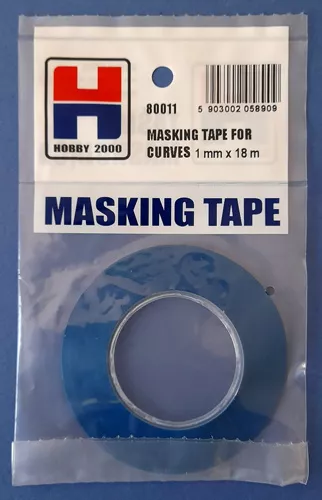 H
HOBBY 2000
80011
5 903002 058909
MASKING TAPE FOR
CURVES 1 mm x 18 m
MASKING TAPE